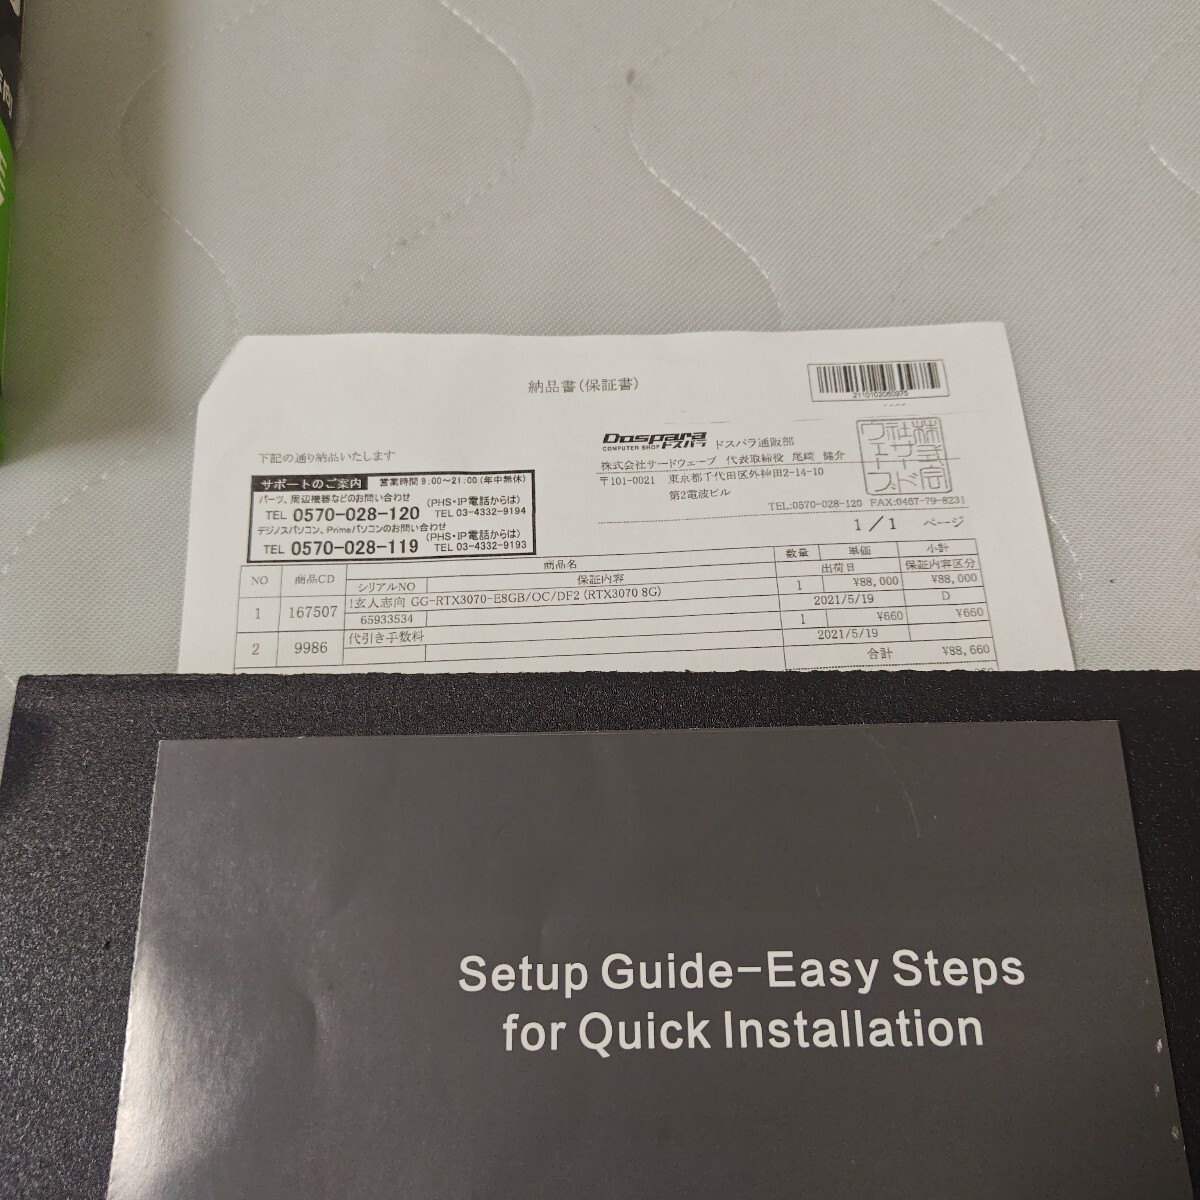 納品書(保証書)
2110102060975
下記の通り納品いたします
Dospara
COMPUTER SHOP ドスパラ
ドスパラ通販部
株式会社サードウェーブ 代表取締役 尾崎 健介
〒101-0021 東京都千代田区外神田2-14-10
第2電波ビル
TEL:0570-028-120 FAX:0467-79-8231
1/1 ページ
サポートのご案内 営業時間 9:00~21:00(年中無休)
パーツ、周辺機器などのお問い合わせ
TEL 0570-028-120 (PHS・IP電話からは) TEL 03-4332-9194
デジノスパソコン、Primeパソコンのお問い合わせ
TEL 0570-028-119 (PHS・IP電話からは) TEL 03-4332-9193
NO 商品CD 商品名 数量 単価 小計
シリアルNO 保証内容 出荷日 保証内容区分
1 167507 !玄人志向 GG-RTX3070-E8GB/OC/DF2 (RTX3070 8G) 1 ¥88,000 ¥88,000
65933534 2021/5/19 D
2 9986 代引き手数料 1 ¥660 ¥660
2021/5/19
合計 ¥88,660
Setup Guide-Easy Steps
for Quick Installation